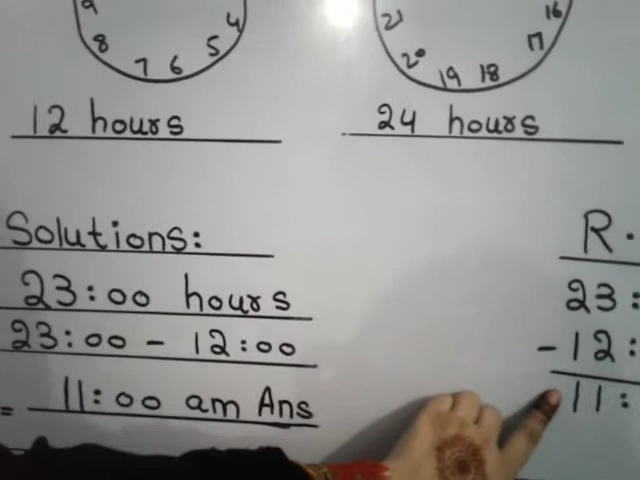 9 8 7 6 5 4
21 20 19 18 17 16
12 hours
24 hours
Solutions:
23:00 hours
23:00 - 12:00
= 11:00 am Ans
R.
23:
-12:
11: